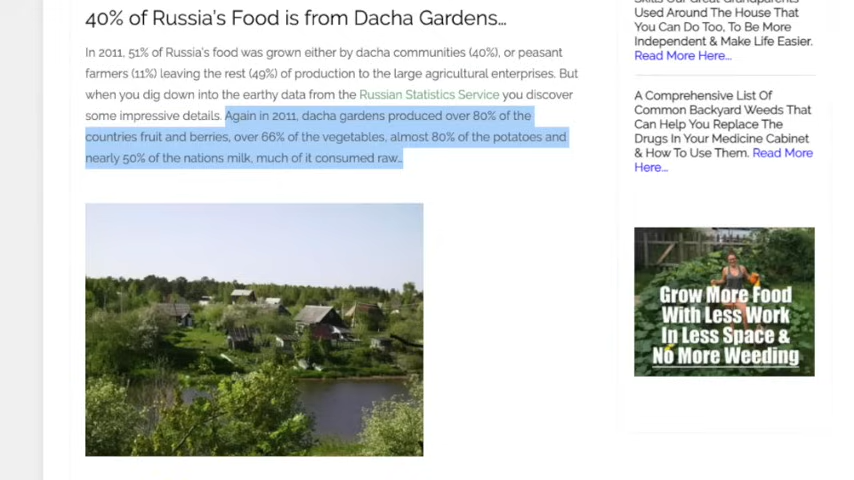 40% of Russia's Food is from Dacha Gardens...
In 2011, 51% of Russia's food was grown either by dacha communities (40%), or peasant
farmers (11%) leaving the rest (49%) of production to the large agricultural enterprises. But
when you dig down into the earthy data from the Russian Statistics Service you discover
some impressive details. Again in 2011, dacha gardens produced over 80% of the
countries fruit and berries, over 66% of the vegetables, almost 80% of the potatoes and
nearly 50% of the nations milk, much of it consumed raw...
Skills Our Great Grandparents
Used Around The House That
You Can Do Too, To Be More
Independent & Make Life Easier.
Read More Here...
A Comprehensive List Of
Common Backyard Weeds That
Can Help You Replace The
Drugs In Your Medicine Cabinet
& How To Use Them. Read More
Here...
Grow More Food
With Less Work
In Less Space &
No More Weeding